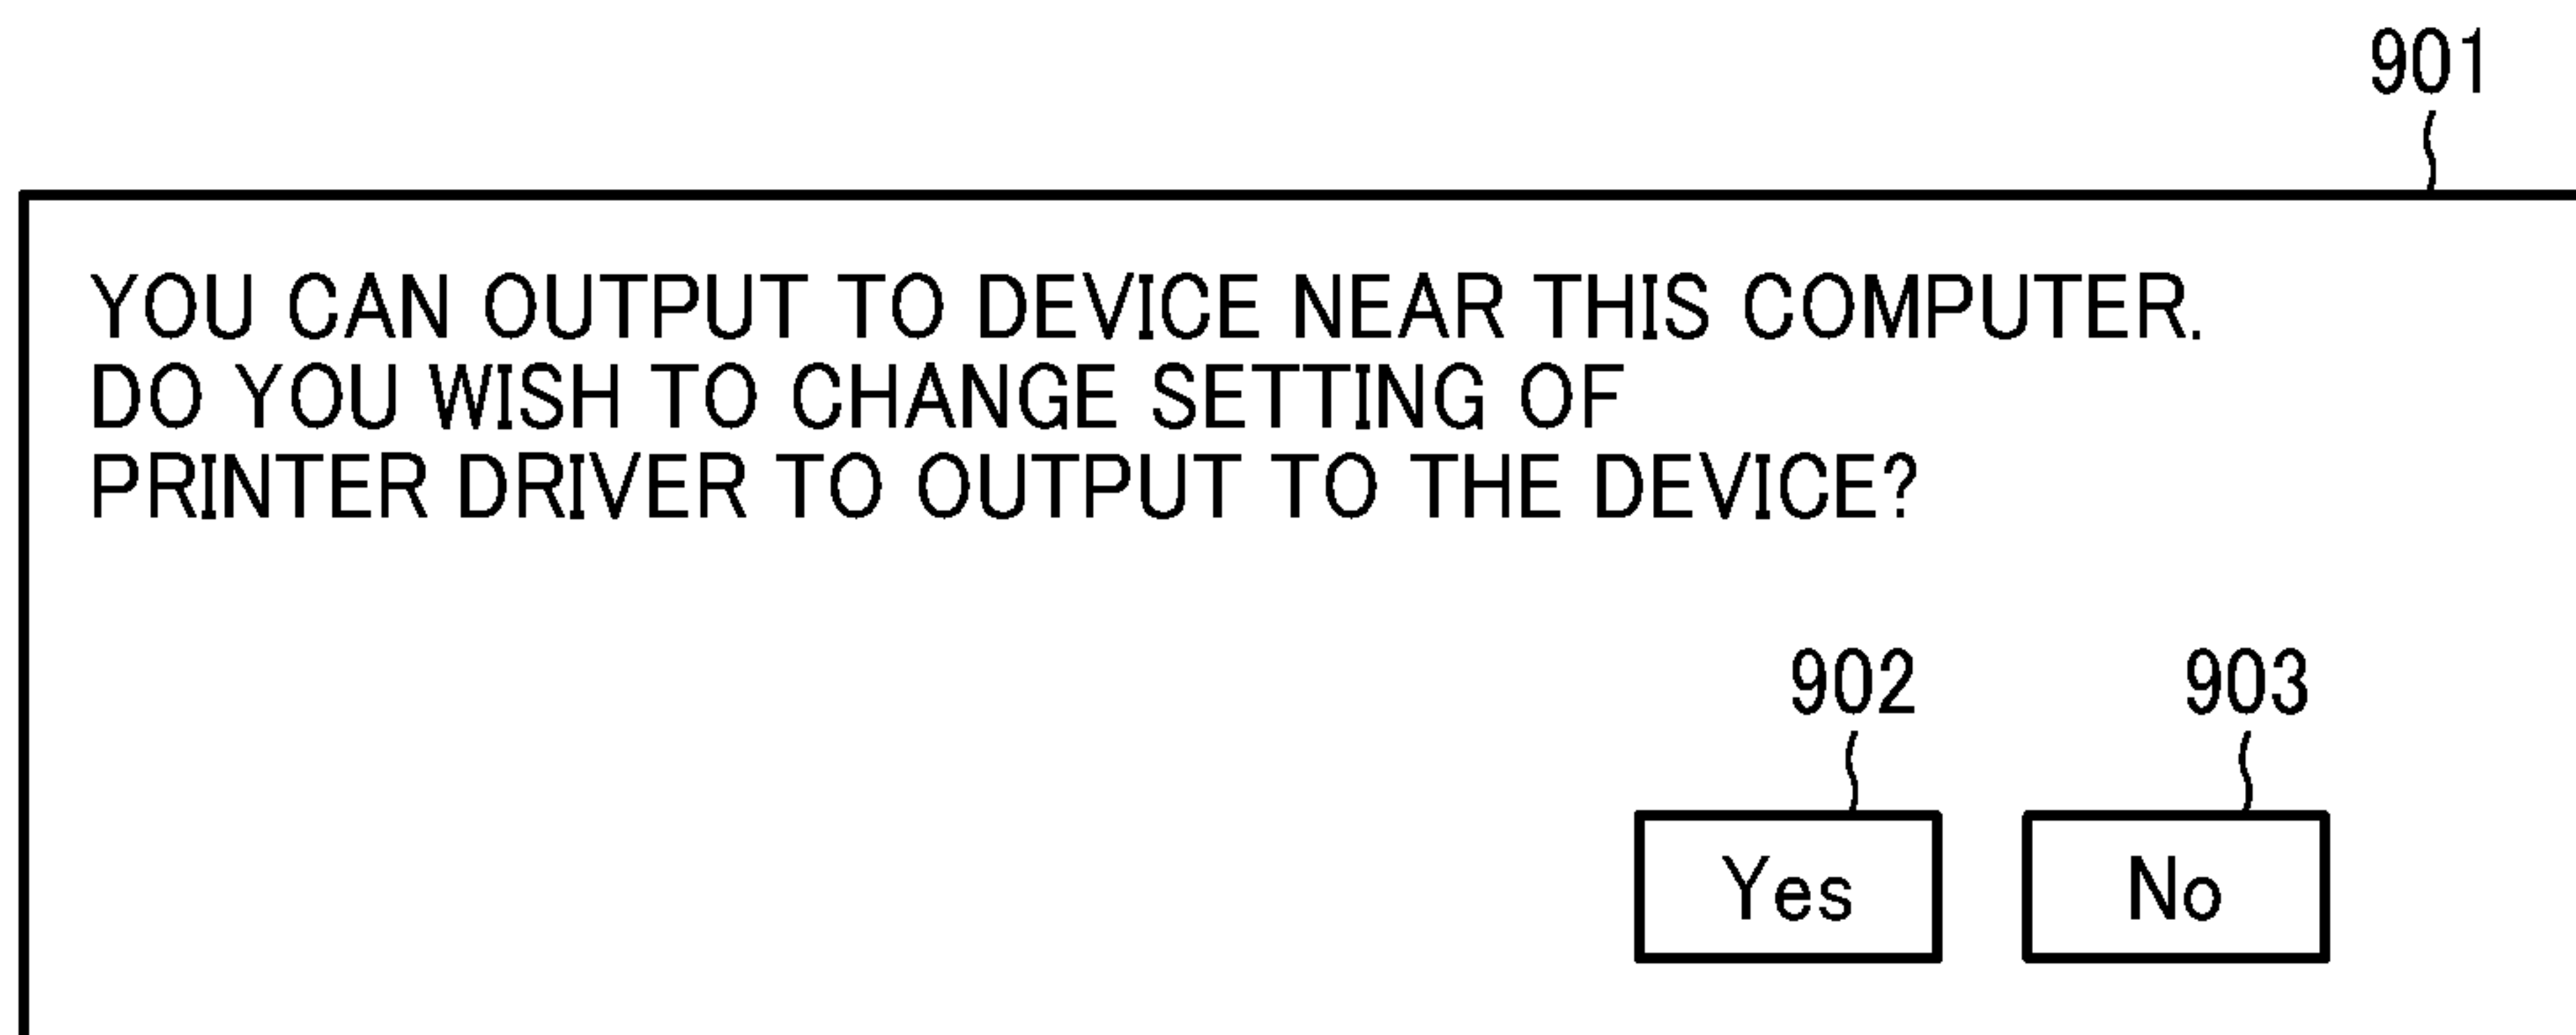 901
YOU CAN OUTPUT TO DEVICE NEAR THIS COMPUTER.
DO YOU WISH TO CHANGE SETTING OF
PRINTER DRIVER TO OUTPUT TO THE DEVICE?
902 903
Yes No